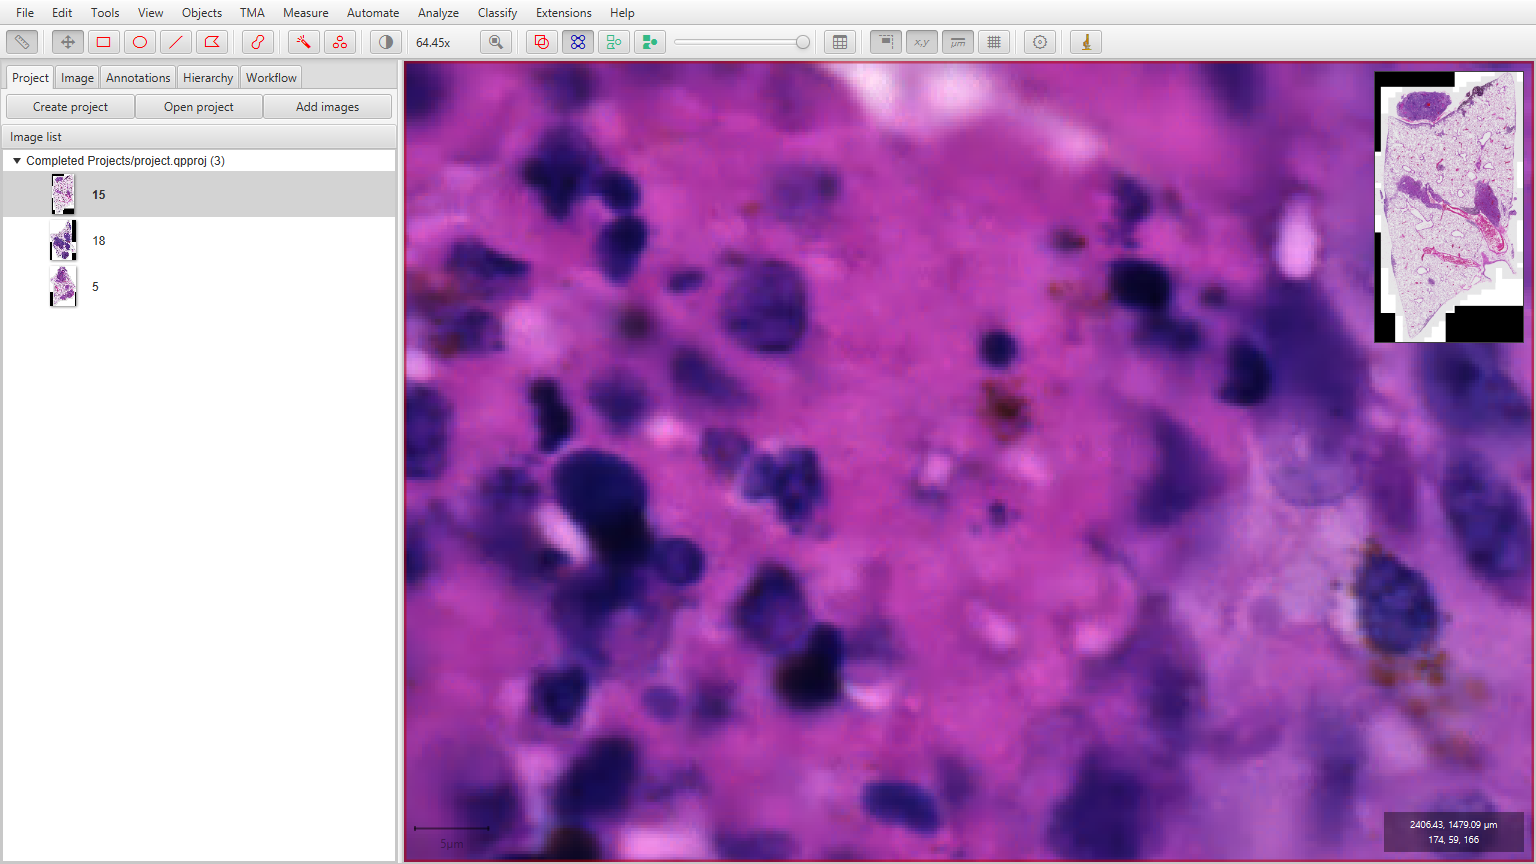 File Edit Tools View Objects TMA Measure Automate Analyze Classify Extensions Help
64.45x x,y μm
Project Image Annotations Hierarchy Workflow
Create project Open project Add images
Image list
Completed Projects/project.qpproj (3)
15
18
5
5μm
2406.43, 1479.09 μm
174, 59, 166